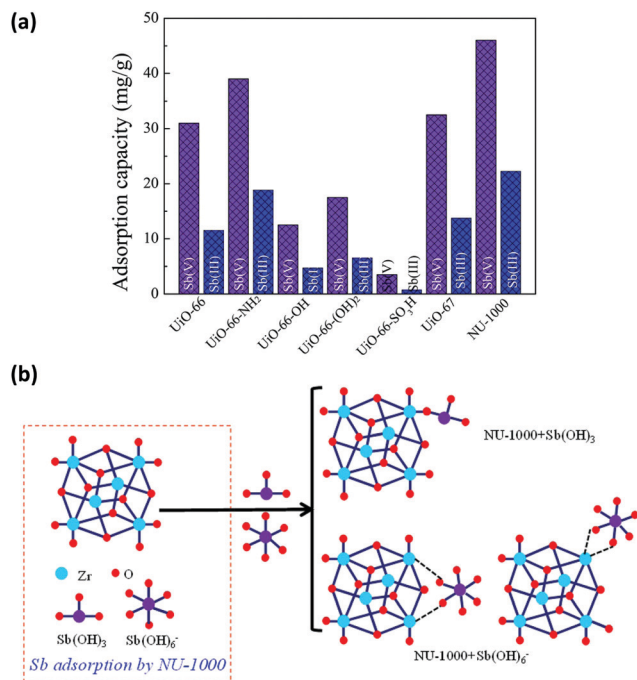 (a)
Adsorption capacity (mg/g)
50
40
30
20
10
0
Sb(V)
Sb(III)
Sb(V)
Sb(III)
Sb(V)
Sb(I
Sb(V)
Sb(III)
Sb(V)
Sb(III)
Sb(V)
Sb(III)
Sb(V)
Sb(III)
UiO-66
UiO-66-NH2
UiO-66-OH
UiO-66-(OH)2
UiO-66-SO3H
UiO-67
NU-1000
(b)
NU-1000+Sb(OH)3
Zr O
Sb(OH)3 Sb(OH)6-
Sb adsorption by NU-1000
NU-1000+Sb(OH)6-